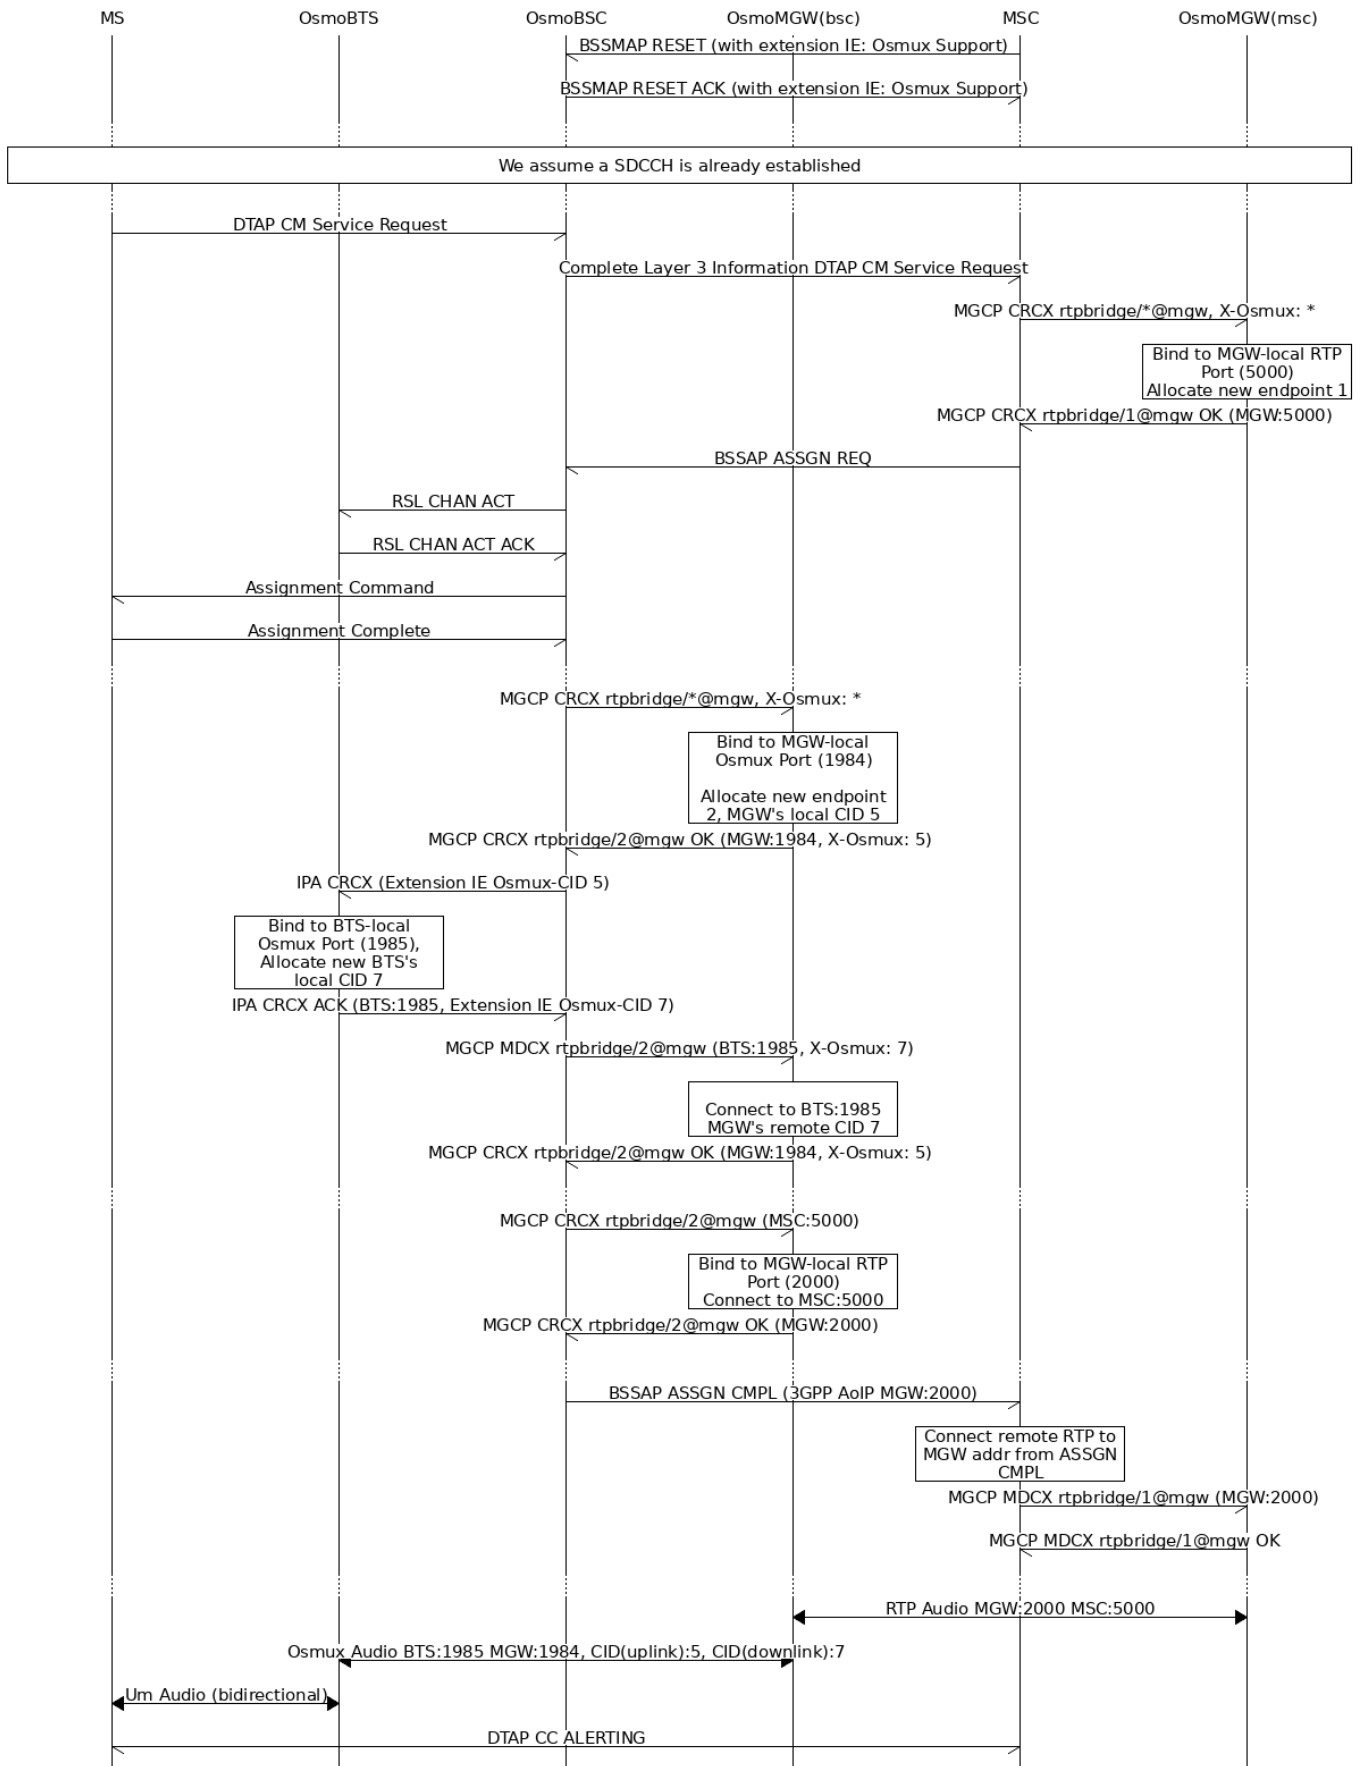 MS OsmoBTS OsmoBSC OsmoMGW(bsc) MSC OsmoMGW(msc)
BSSMAP RESET (with extension IE: Osmux Support)
BSSMAP RESET ACK (with extension IE: Osmux Support)
We assume a SDCCH is already established
DTAP CM Service Request
Complete Layer 3 Information DTAP CM Service Request
MGCP CRCX rtpbridge/*@mgw, X-Osmux: *
Bind to MGW-local RTP
Port (5000)
Allocate new endpoint 1
MGCP CRCX rtpbridge/1@mgw OK (MGW:5000)
BSSAP ASSGN REQ
RSL CHAN ACT
RSL CHAN ACT ACK
Assignment Command
Assignment Complete
MGCP CRCX rtpbridge/*@mgw, X-Osmux: *
Bind to MGW-local
Osmux Port (1984)
Allocate new endpoint
2, MGW's local CID 5
MGCP CRCX rtpbridge/2@mgw OK (MGW:1984, X-Osmux: 5)
IPA CRCX (Extension IE Osmux-CID 5)
Bind to BTS-local
Osmux Port (1985),
Allocate new BTS's
local CID 7
IPA CRCX ACK (BTS:1985, Extension IE Osmux-CID 7)
MGCP MDCX rtpbridge/2@mgw (BTS:1985, X-Osmux: 7)
Connect to BTS:1985
MGW's remote CID 7
MGCP CRCX rtpbridge/2@mgw OK (MGW:1984, X-Osmux: 5)
MGCP CRCX rtpbridge/2@mgw (MSC:5000)
Bind to MGW-local RTP
Port (2000)
Connect to MSC:5000
MGCP CRCX rtpbridge/2@mgw OK (MGW:2000)
BSSAP ASSGN CMPL (3GPP AoIP MGW:2000)
Connect remote RTP to
MGW addr from ASSGN
CMPL
MGCP MDCX rtpbridge/1@mgw (MGW:2000)
MGCP MDCX rtpbridge/1@mgw OK
RTP Audio MGW:2000 MSC:5000
Osmux Audio BTS:1985 MGW:1984, CID(uplink):5, CID(downlink):7
Um Audio (bidirectional)
DTAP CC ALERTING